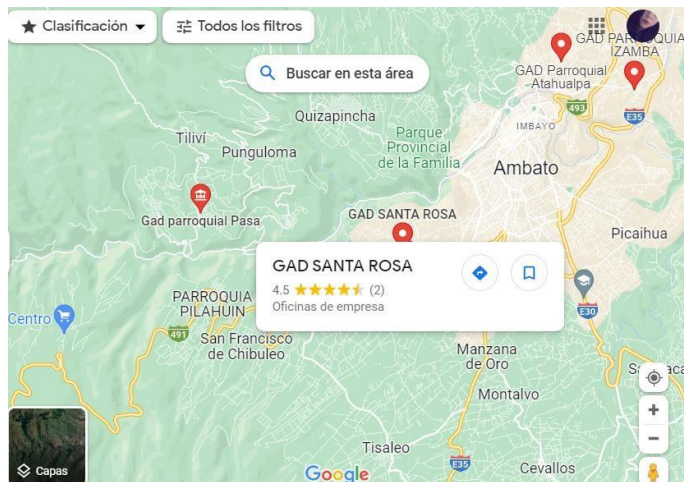 Clasificación
Todos los filtros
GAD PARROQUIA
IZAMBA
GAD Parroquial
Atahualpa
Buscar en esta área
493
E35
Quizapincha
IMBAYO
Parque
Provincial
de la Familia
Tiliví
Punguloma
Ambato
Gad parroquial Pasa
GAD SANTA ROSA
Picaihua
GAD SANTA ROSA
4.5
(2)
Oficinas de empresa
PARROQUIA
PILAHUIN
Centro
E30
491
San Francisco
de Chibuleo
Manzana
de Oro
Montalvo
Capas
Tisaleo
Google
E35
Cevallos